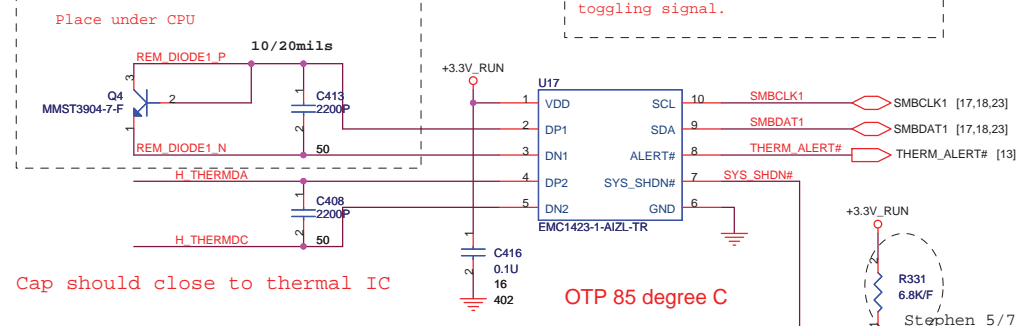 Place under CPU
toggling signal.
10/20mils
REM_DIODE1_P
+3.3V_RUN
U17
3
Q4
MMST3904-7-F
2
1
1
C413
2200P
2
1 VDD
SCL 10
SMBCLK1
SMBCLK1 [17,18,23]
2 DP1
SDA 9
SMBDAT1
SMBDAT1 [17,18,23]
REM_DIODE1_N
50
3 DN1
ALERT# 8
THERM_ALERT#
THERM_ALERT# [13]
H_THERMDA
4 DP2
SYS_SHDN# 7
SYS_SHDN#
1
C408
2200P
2
5 DN2
GND 6
EMC1423-1-AIZL-TR
H_THERMDC
50
+3.3V_RUN
1
C416
2
0.1U
16
402
Cap should close to thermal IC
OTP 85 degree C
2
R331
6.8K/F
Stephen 5/7